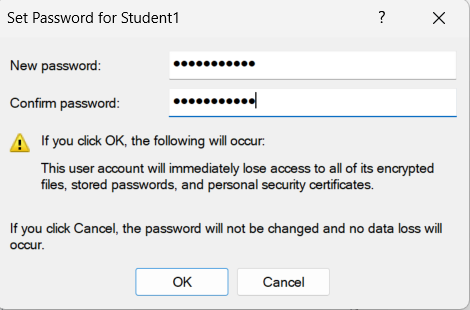 Set Password for Student1
New password: ●●●●●●●●●●●
Confirm password: ●●●●●●●●●●●
If you click OK, the following will occur:
This user account will immediately lose access to all of its encrypted
files, stored passwords, and personal security certificates.
If you click Cancel, the password will not be changed and no data loss will
occur.
OK Cancel